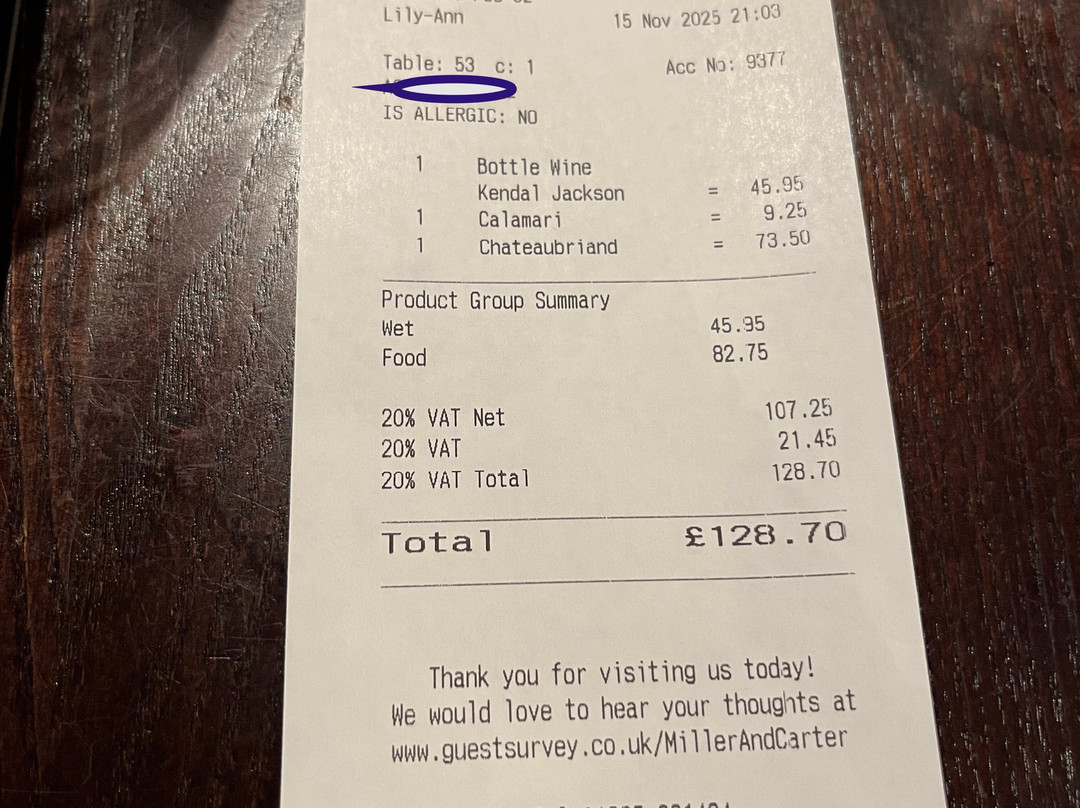 Lily-Ann 15 Nov 2025 21:03
Table: 53 c: 1 Acc No: 9377
IS ALLERGIC: NO
1 Bottle Wine
Kendal Jackson = 45.95
1 Calamari = 9.25
1 Chateaubriand = 73.50
Product Group Summary
Wet 45.95
Food 82.75
20% VAT Net 107.25
20% VAT 21.45
20% VAT Total 128.70
Total £128.70
Thank you for visiting us today!
We would love to hear your thoughts at
www.guestsurvey.co.uk/MillerAndCarter